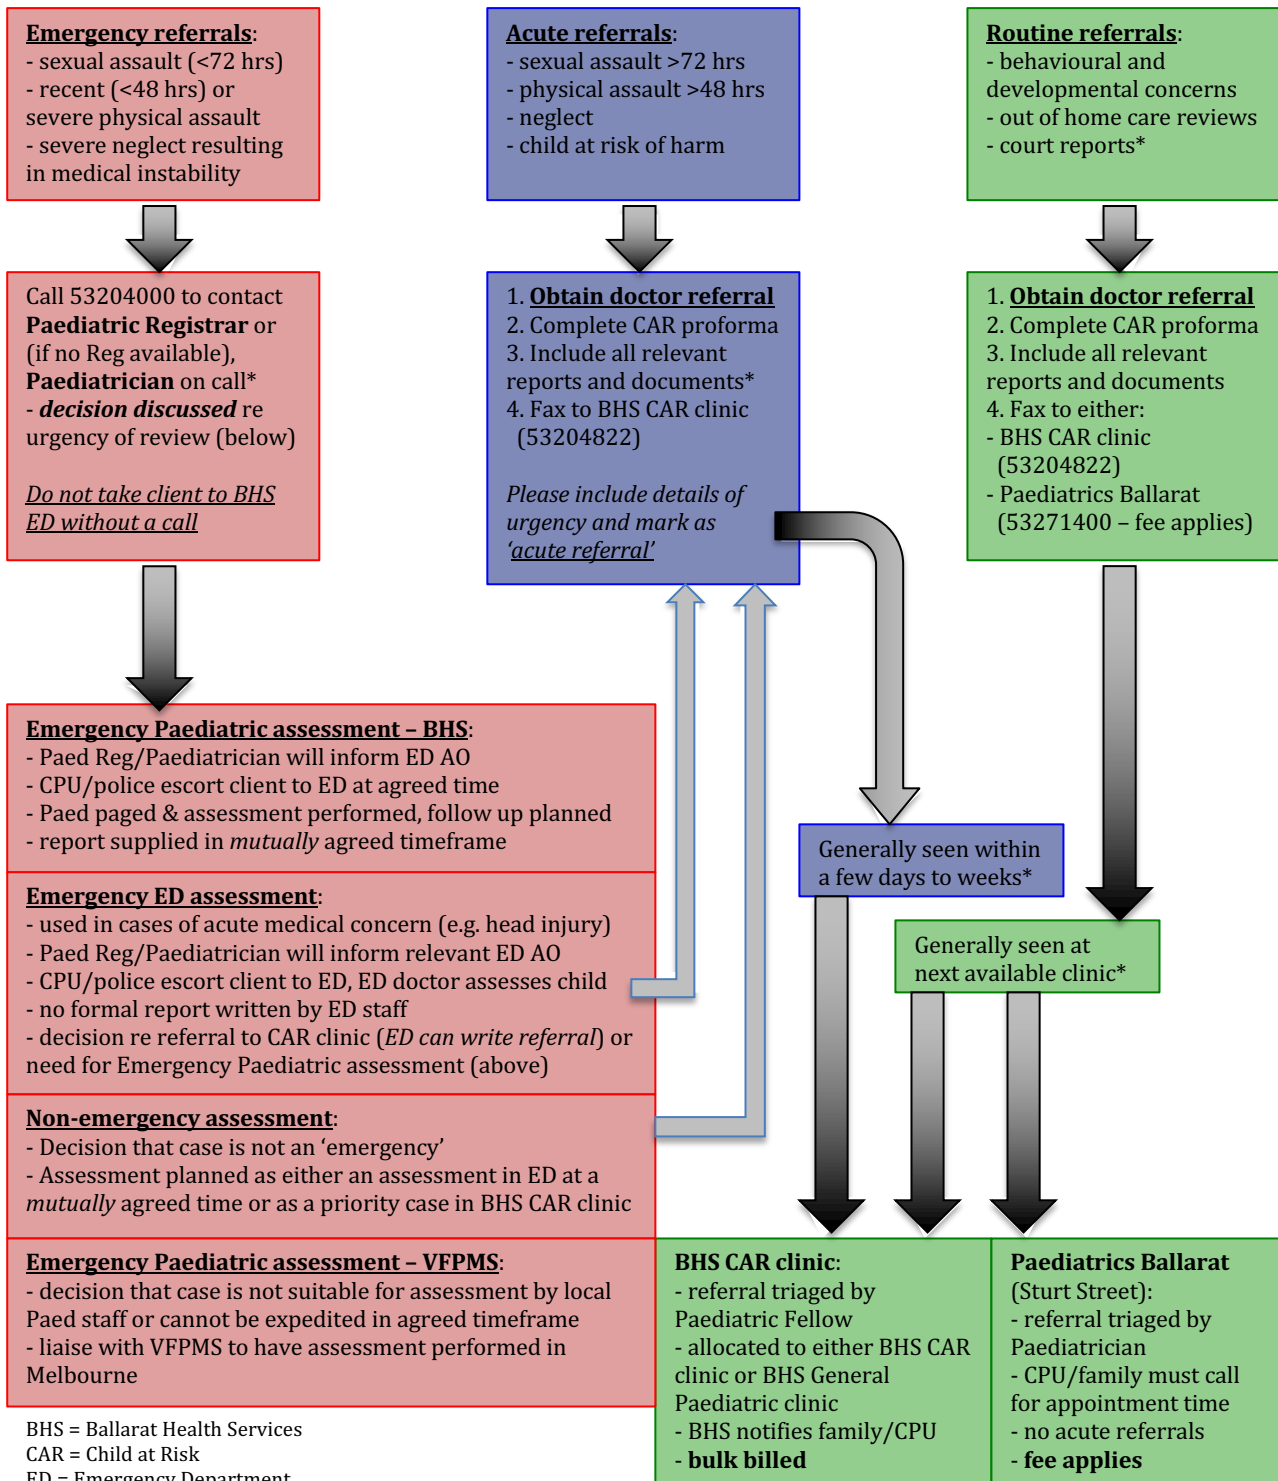 Emergency referrals:
- sexual assault (<72 hrs)
- recent (<48 hrs) or
severe physical assault
- severe neglect resulting
in medical instability
Acute referrals:
- sexual assault >72 hrs
- physical assault >48 hrs
- neglect
- child at risk of harm
Routine referrals:
- behavioural and
developmental concerns
- out of home care reviews
- court reports*
Call 53204000 to contact
Paediatric Registrar or
(if no Reg available),
Paediatrician on call*
- decision discussed re
urgency of review (below)
Do not take client to BHS
ED without a call
1. Obtain doctor referral
2. Complete CAR proforma
3. Include all relevant
reports and documents*
4. Fax to BHS CAR clinic
(53204822)
Please include details of
urgency and mark as
‘acute referral’
1. Obtain doctor referral
2. Complete CAR proforma
3. Include all relevant
reports and documents
4. Fax to either:
- BHS CAR clinic
(53204822)
- Paediatrics Ballarat
(53271400 – fee applies)
Emergency Paediatric assessment – BHS:
- Paed Reg/Paediatrician will inform ED AO
- CPU/police escort client to ED at agreed time
- Paed paged & assessment performed, follow up planned
- report supplied in mutually agreed timeframe
Emergency ED assessment:
- used in cases of acute medical concern (e.g. head injury)
- Paed Reg/Paediatrician will inform relevant ED AO
- CPU/police escort client to ED, ED doctor assesses child
- no formal report written by ED staff
- decision re referral to CAR clinic (ED can write referral) or
need for Emergency Paediatric assessment (above)
Non-emergency assessment:
- Decision that case is not an ‘emergency’
- Assessment planned as either an assessment in ED at a
mutually agreed time or as a priority case in BHS CAR clinic
Emergency Paediatric assessment – VFPMS:
- decision that case is not suitable for assessment by local
Paed staff or cannot be expedited in agreed timeframe
- liaise with VFPMS to have assessment performed in
Melbourne
Generally seen within
a few days to weeks*
Generally seen at
next available clinic*
BHS CAR clinic:
- referral triaged by
Paediatric Fellow
- allocated to either BHS CAR
clinic or BHS General
Paediatric clinic
- BHS notifies family/CPU
- bulk billed
Paediatrics Ballarat
(Sturt Street):
- referral triaged by
Paediatrician
- CPU/family must call
for appointment time
- no acute referrals
- fee applies
BHS = Ballarat Health Services
CAR = Child at Risk
ED = Emergency Department